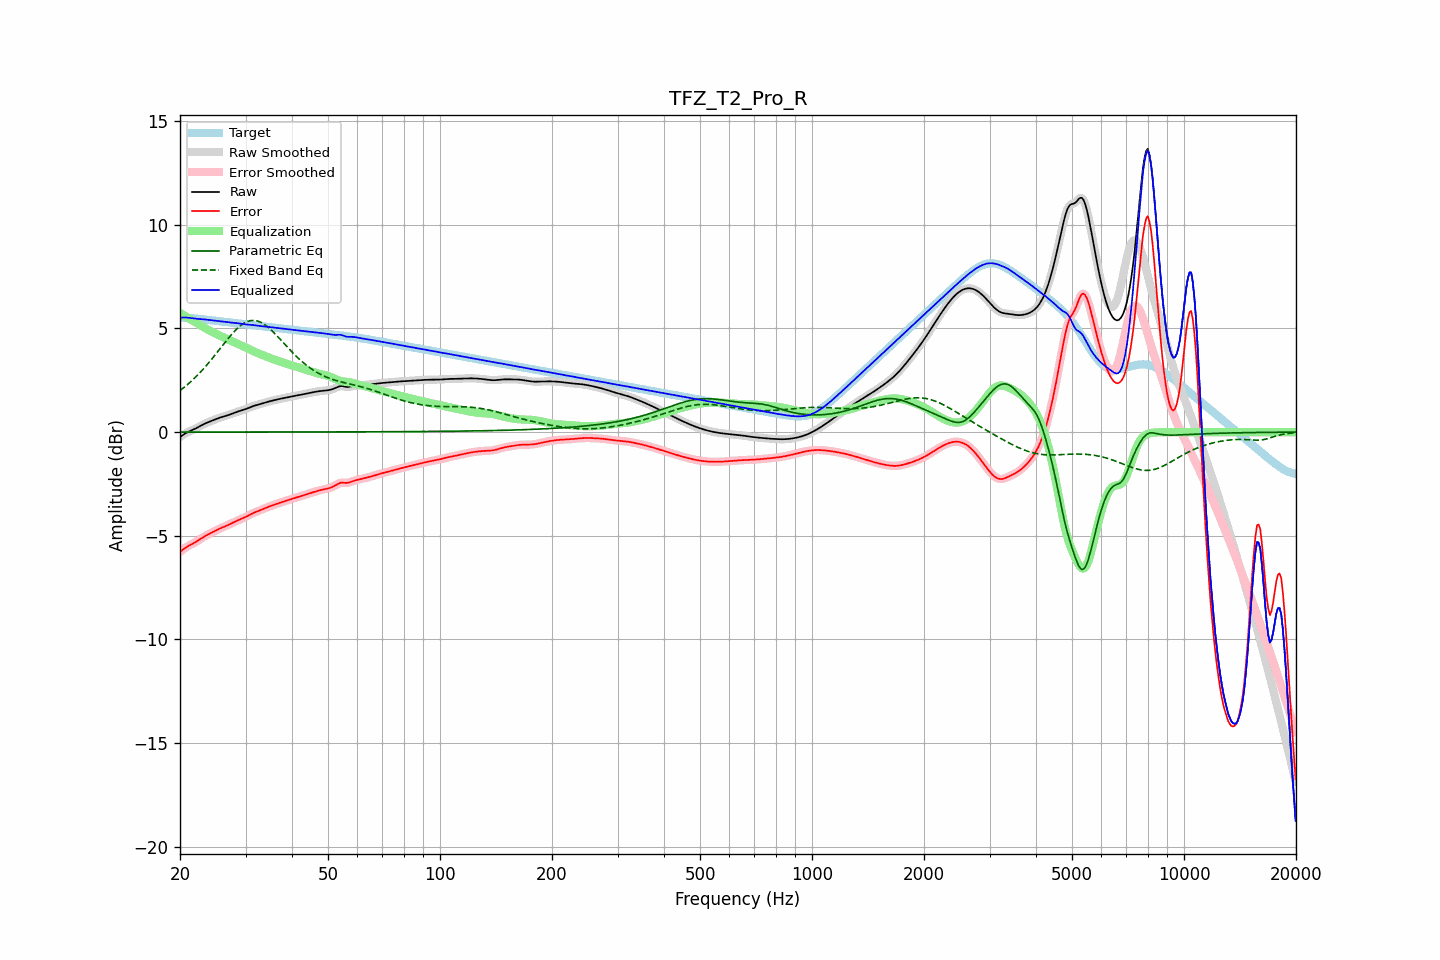 TFZ_T2_Pro_R
Target
Raw Smoothed
Error Smoothed
Raw
Error
Equalization
Parametric Eq
Fixed Band Eq
Equalized
15
10
5
0
−5
−10
−15
−20
Amplitude (dBr)
20
50
100
200
500
1000
2000
5000
10000
20000
Frequency (Hz)